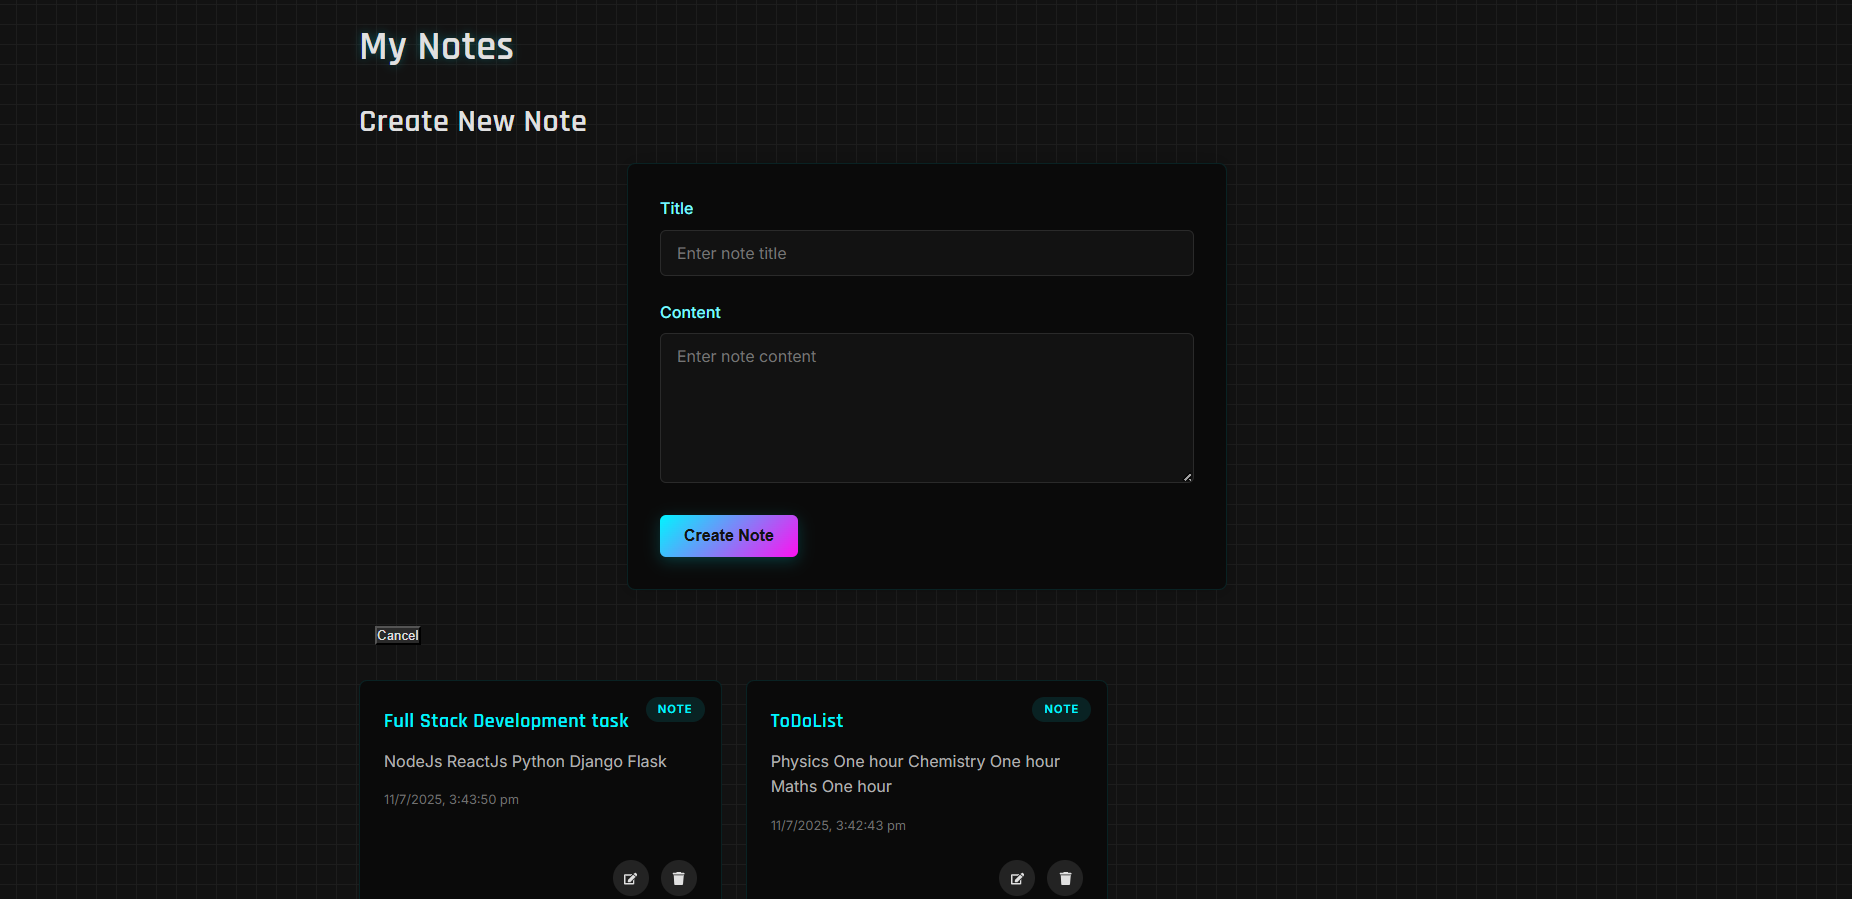 My Notes
Create New Note
Title
Enter note title
Content
Enter note content
Create Note
Cancel
Full Stack Development task
NOTE
NodeJs ReactJs Python Django Flask
11/7/2025, 3:43:50 pm
ToDoList
NOTE
Physics One hour Chemistry One hour
Maths One hour
11/7/2025, 3:42:43 pm